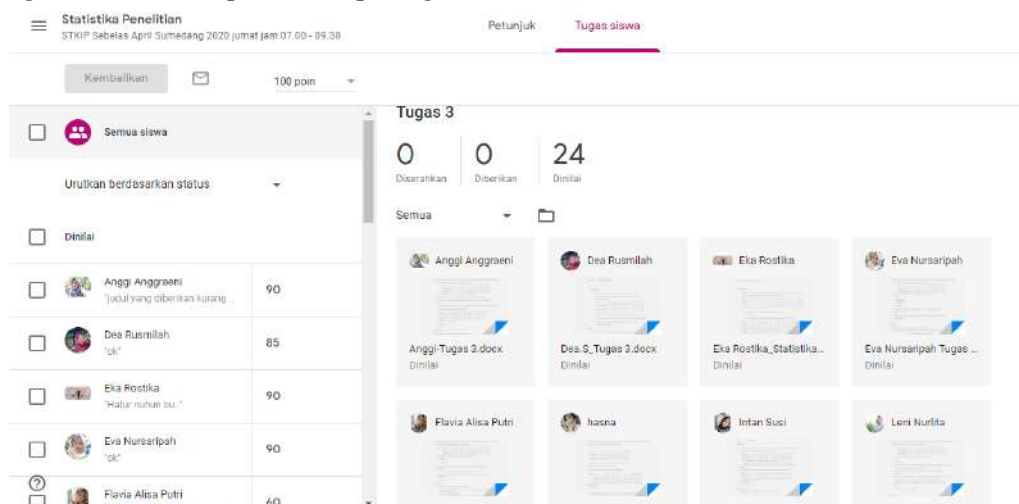 Statistika Penelitian
STKIP Sebelas April Sumedang 2020 jumat jam 07.00 - 09.30
Petunjuk
Tugas siswa
Kembalikan
100 poin
Semua siswa
Urutkan berdasarkan status
Dinilai
Anggi Anggraeni
"judul yang diberikan kurang ...
90
Dea Rusmilah
"ok"
85
Eka Rostika
"Hatur nuhun bu."
90
Eva Nursaripah
"ok"
90
Flavia Alisa Putri
60
Tugas 3
0
0
24
Diserahkan
Diberikan
Dinilai
Semua
Anggi Anggraeni
Dea Rusmilah
Eka Rostika
Eva Nursaripah
Anggi-Tugas 3.docx
Dea.S_Tugas 3.docx
Eka Rostika_Statistika...
Eva Nursaripah Tugas ...
Dinilai
Dinilai
Dinilai
Dinilai
Flavia Alisa Putri
hasna
Intan Susi
Leni Nurlita